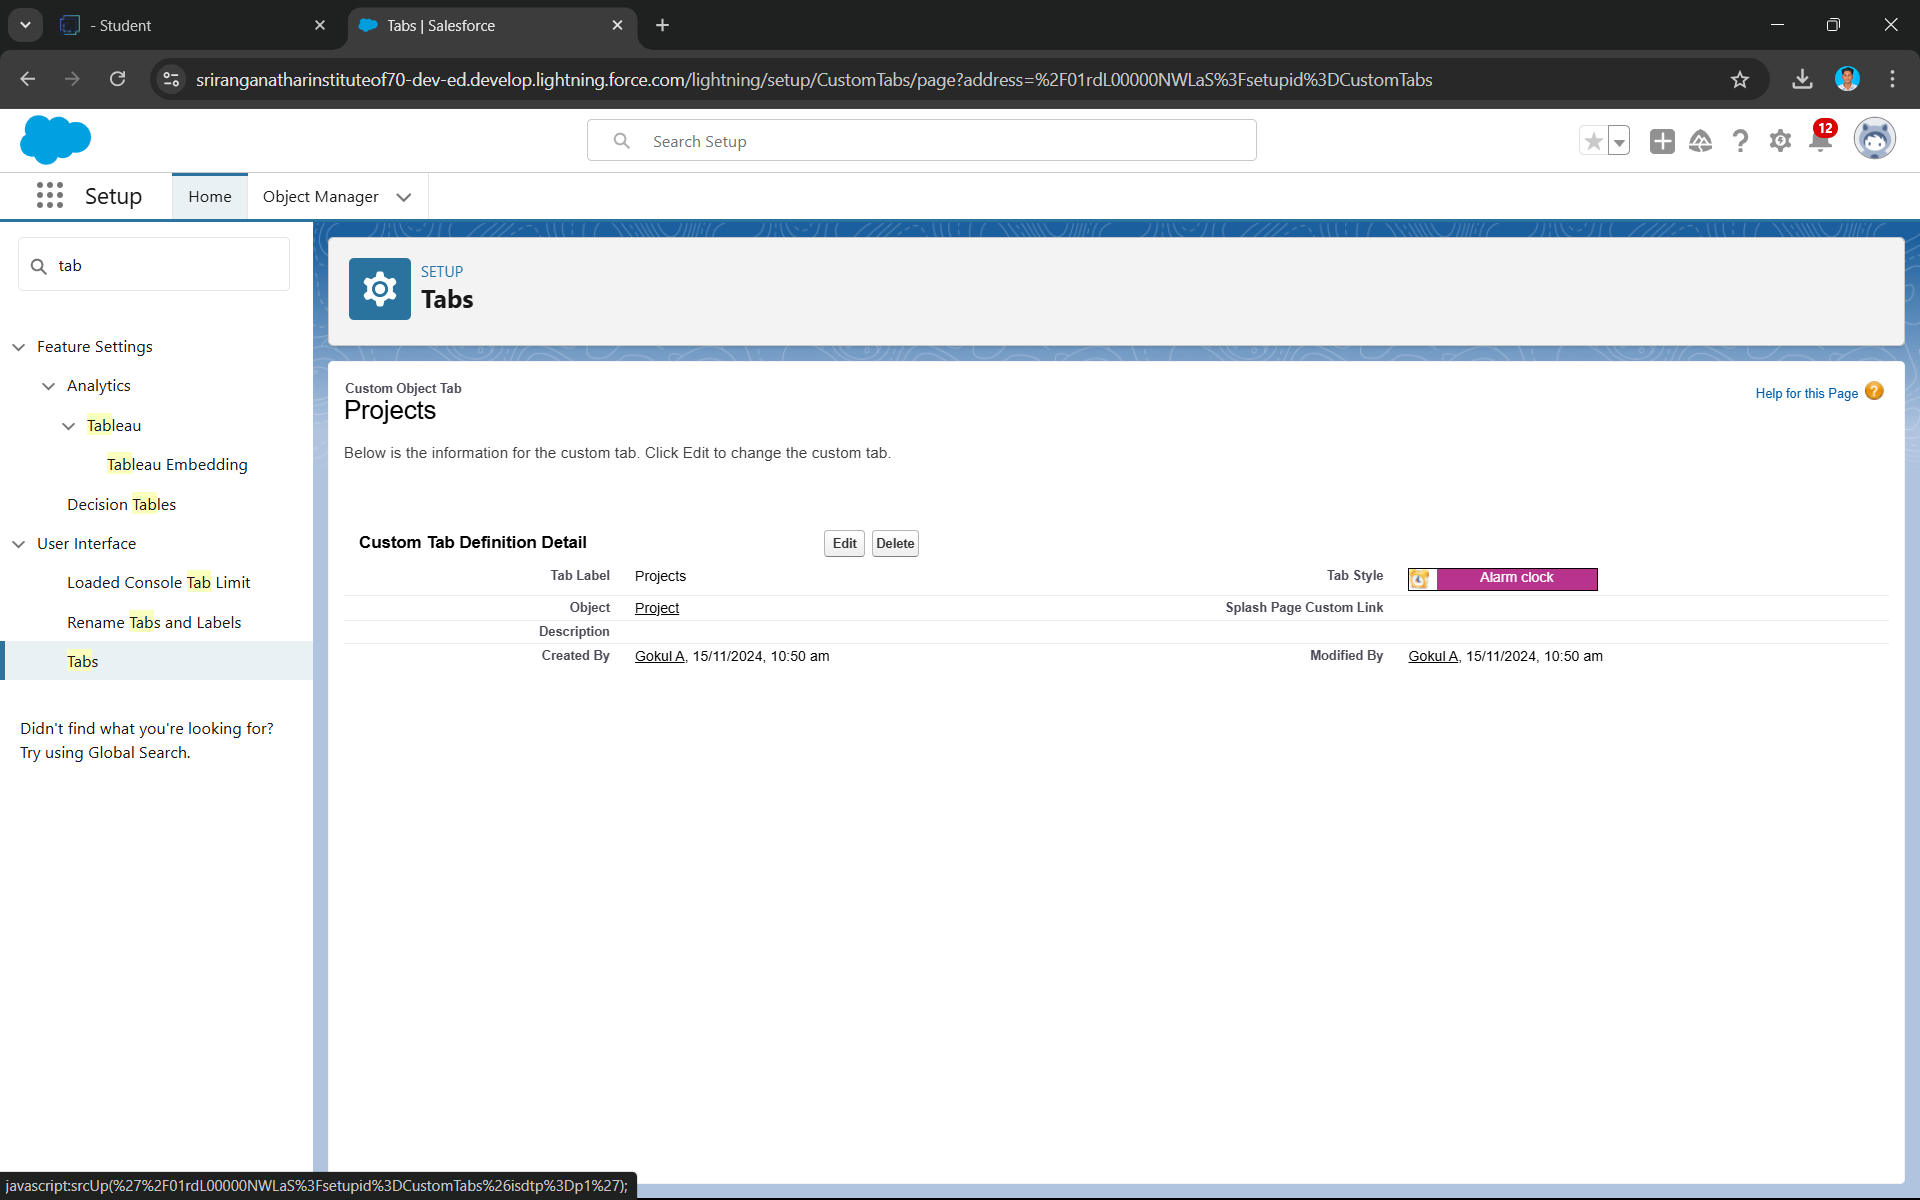 - Student
Tabs | Salesforce
sriranganatharinstituteof70-dev-ed.develop.lightning.force.com/lightning/setup/CustomTabs/page?address=%2F01rdL00000NWLaS%3Fsetupid%3DCustomTabs
Search Setup
12
Setup
Home
Object Manager
tab
Feature Settings
Analytics
Tableau
Tableau Embedding
Decision Tables
User Interface
Loaded Console Tab Limit
Rename Tabs and Labels
Tabs
Didn't find what you're looking for?
Try using Global Search.
SETUP
Tabs
Custom Object Tab
Projects
Help for this Page ?
Below is the information for the custom tab. Click Edit to change the custom tab.
Custom Tab Definition Detail
Edit
Delete
Tab Label Projects
Tab Style Alarm clock
Object Project
Splash Page Custom Link
Description
Created By Gokul A, 15/11/2024, 10:50 am
Modified By Gokul A, 15/11/2024, 10:50 am
javascript:srcUp(%27%2F01rdL00000NWLaS%3Fsetupid%3DCustomTabs%26isdtp%3Dp1%27);